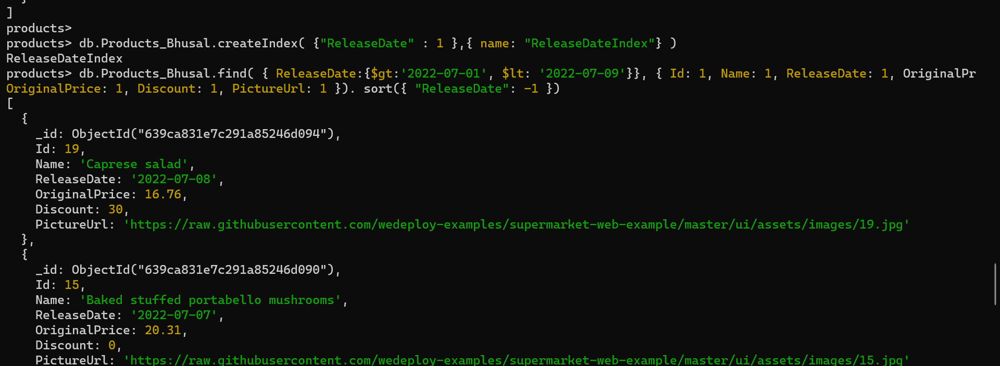 ]
products>
products> db.Products_Bhusal.createIndex( {"ReleaseDate" : 1 },{ name: "ReleaseDateIndex"} )
ReleaseDateIndex
products> db.Products_Bhusal.find( { ReleaseDate:{$gt:'2022-07-01', $lt: '2022-07-09'}}, { Id: 1, Name: 1, ReleaseDate: 1, OriginalPr
OriginalPrice: 1, Discount: 1, PictureUrl: 1 }). sort({ "ReleaseDate": -1 })
[
  {
    _id: ObjectId("639ca831e7c291a85246d094"),
    Id: 19,
    Name: 'Caprese salad',
    ReleaseDate: '2022-07-08',
    OriginalPrice: 16.76,
    Discount: 30,
    PictureUrl: 'https://raw.githubusercontent.com/wedeploy-examples/supermarket-web-example/master/ui/assets/images/19.jpg'
  },
  {
    _id: ObjectId("639ca831e7c291a85246d090"),
    Id: 15,
    Name: 'Baked stuffed portabello mushrooms',
    ReleaseDate: '2022-07-07',
    OriginalPrice: 20.31,
    Discount: 0,
    PictureUrl: 'https://raw.githubusercontent.com/wedeploy-examples/supermarket-web-example/master/ui/assets/images/15.jpg'